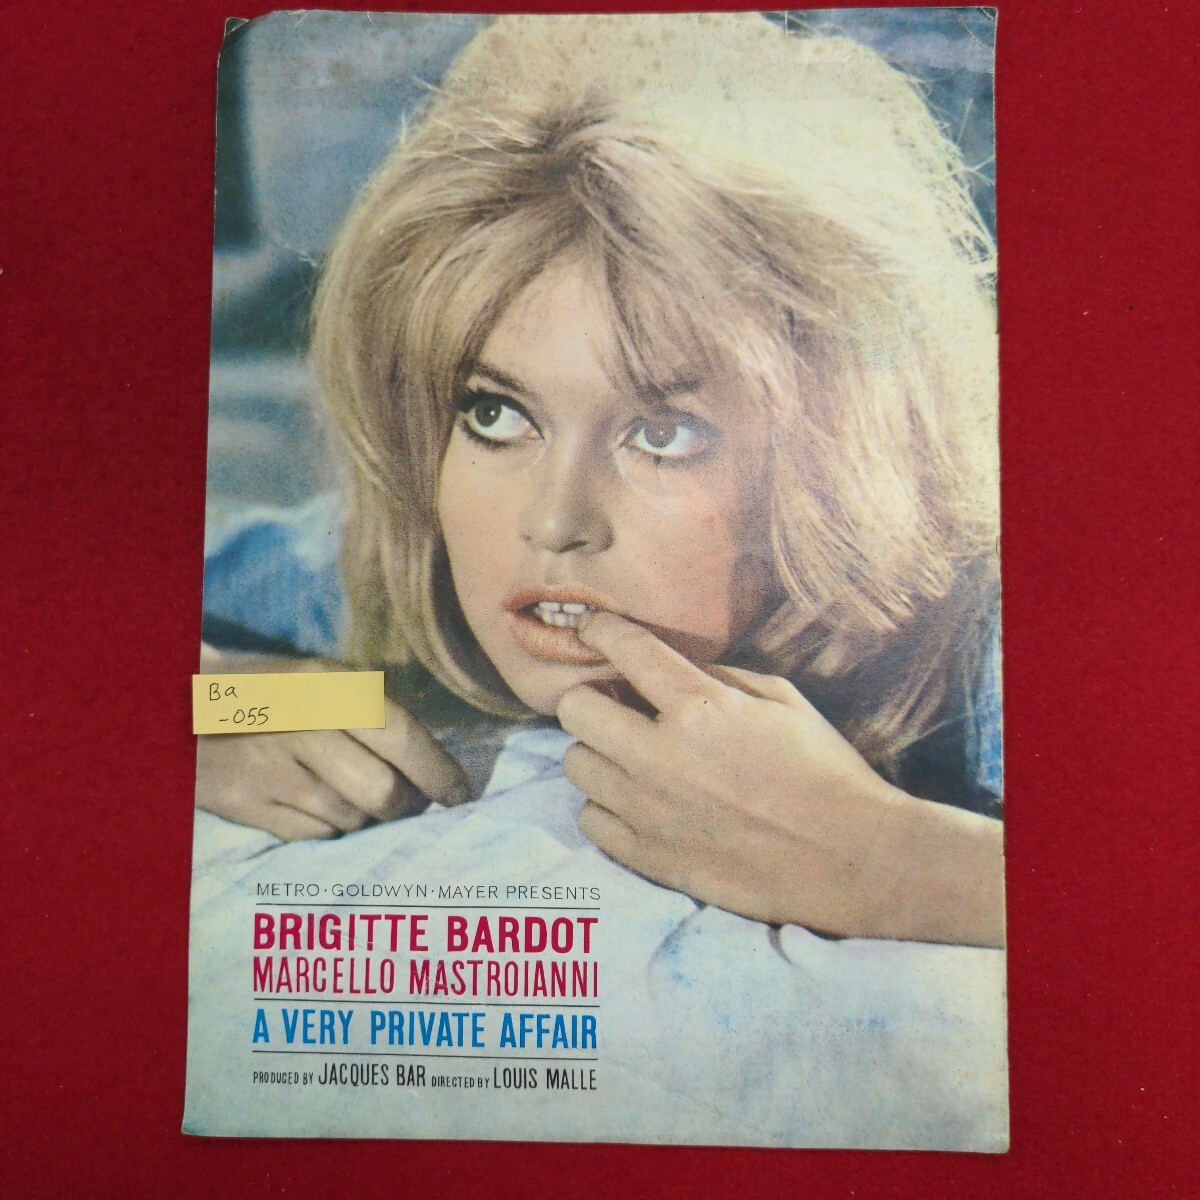 Ba
-055
METRO·GOLDWYN·MAYER PRESENTS
BRIGITTE BARDOT
MARCELLO MASTROIANNI
A VERY PRIVATE AFFAIR
PRODUCED BY JACQUES BAR DIRECTED BY LOUIS MALLE